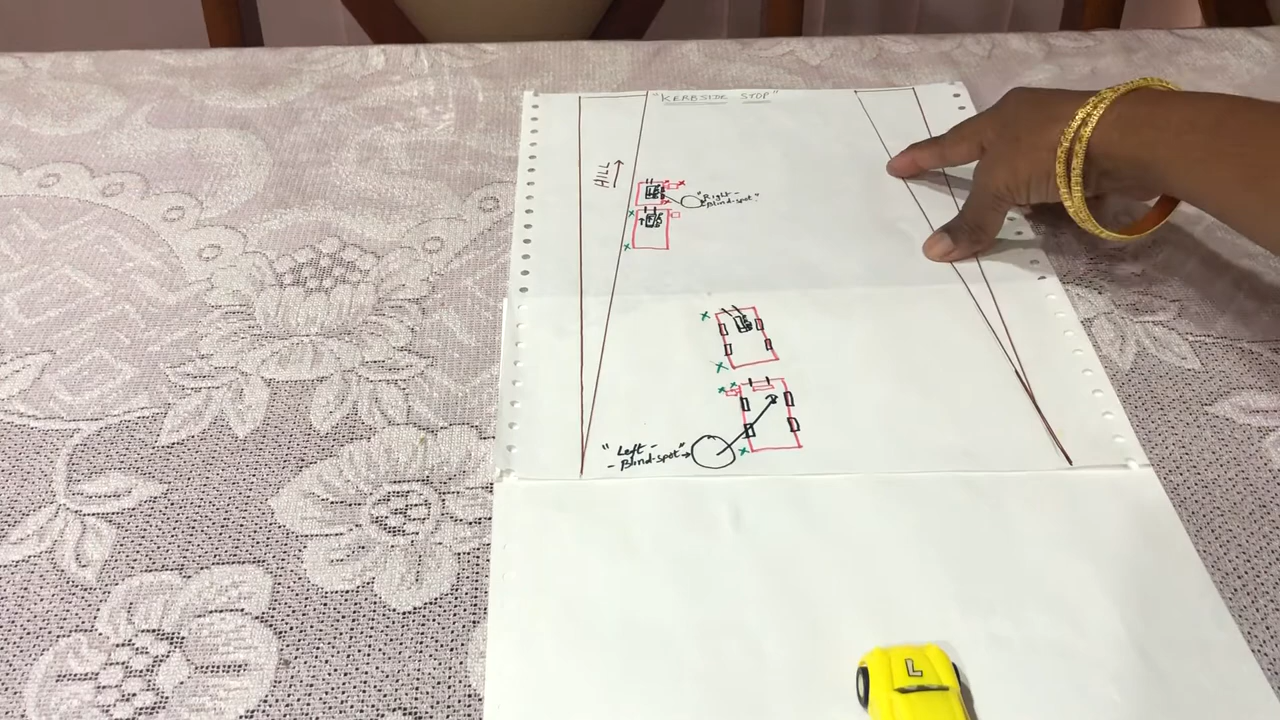 "KERBSIDE STOP"
HILL
"Right -
- Blind-spot"
"Left -"
- Blind-spot"
L